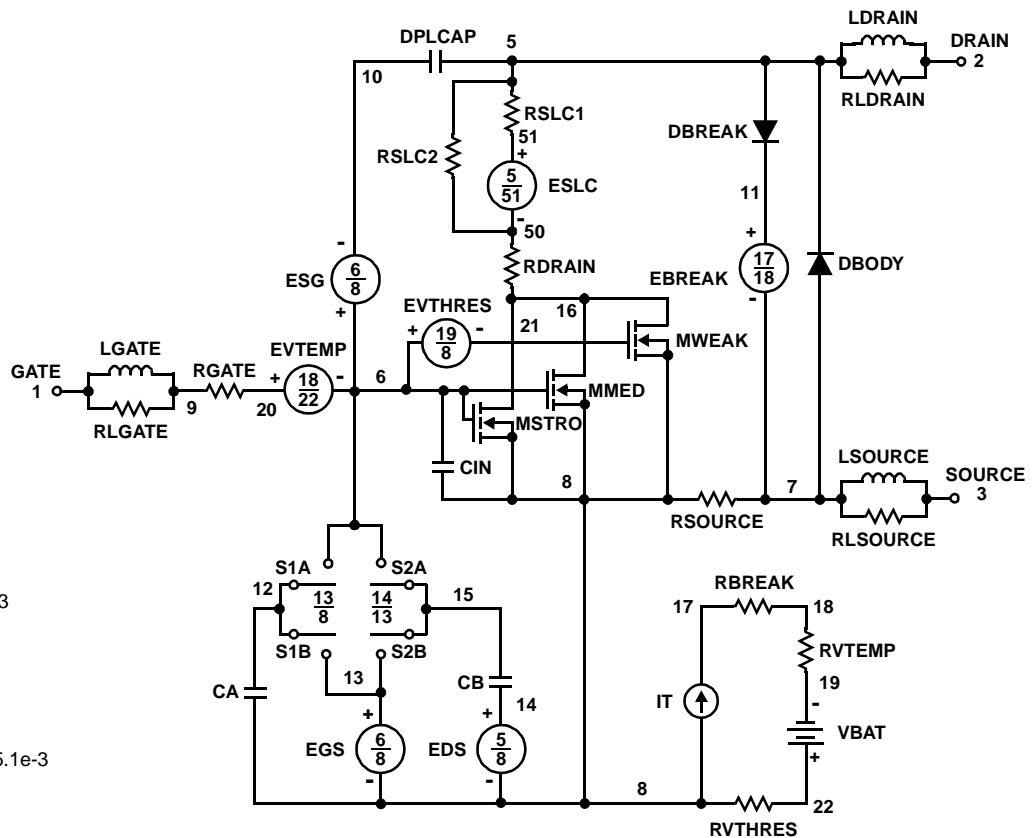 LDRAIN
DPLCAP 5 DRAIN
10 2
RLDRAIN
RSLC1
DBREAK
51
RSLC2 +
5
51 ESLC
11
-
50
- +
RDRAIN 17
18 DBODY
6
8 EBREAK
ESG
EVTHRES 16 -
+ + 19
8 - 21
MWEAK
LGATE EVTEMP
GATE RGATE + 18
22 - 6
1 MMED
9 20
RLGATE MSTRO
LSOURCE
CIN 8 7 SOURCE
3
RSOURCE
RLSOURCE
S1A S2A
12 RBREAK
13
8 14
13 15
17 18
3
S1B S2B
RVTEMP
13
CB 19
CA
14 IT -
+ +
VBAT
EGS 6
8 EDS 5
8
+
5.1e-3
- - 8
22
RVTHRES